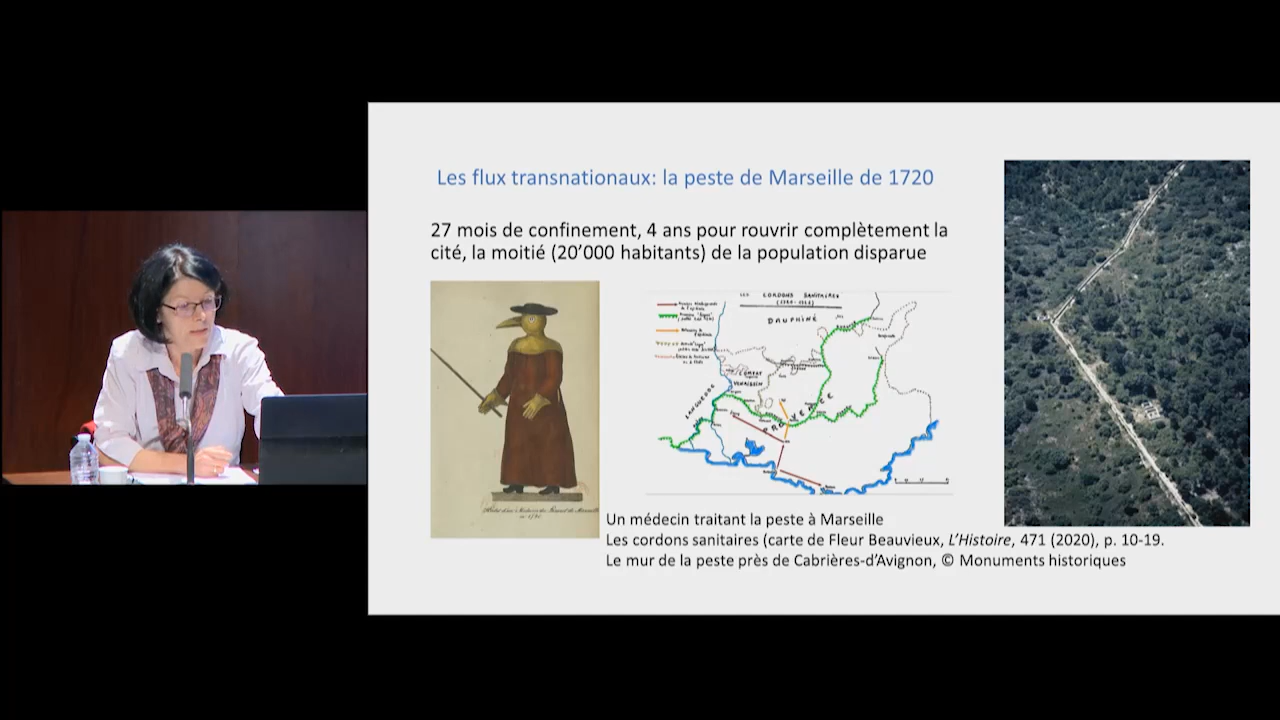 Les flux transnationaux: la peste de Marseille de 1720
27 mois de confinement, 4 ans pour rouvrir complètement la
cité, la moitié (20’000 habitants) de la population disparue
LES CORDONS SANITAIRES
DAUPHINÉ
COMTAT
VENAISSIN
LANGUEDOC
PROVENCE
Un médecin traitant la peste à Marseille
Les cordons sanitaires (carte de Fleur Beauvieux, L’Histoire, 471 (2020), p. 10-19.
Le mur de la peste près de Cabrières-d’Avignon, © Monuments historiques